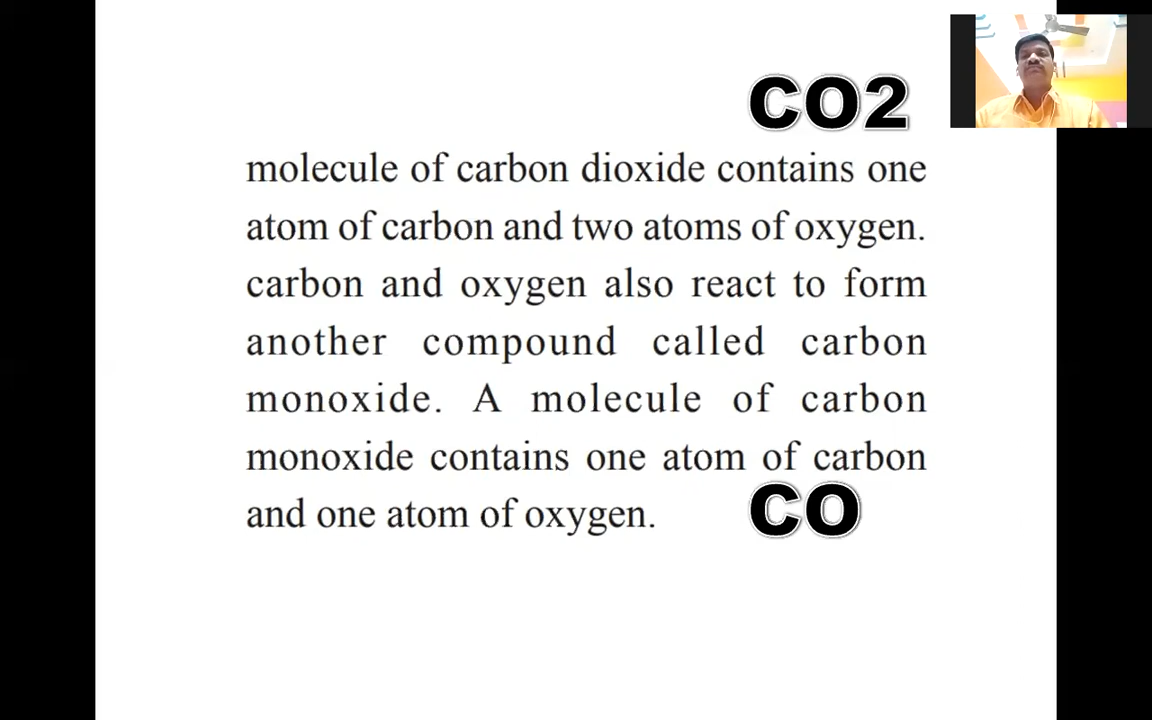 CO2
molecule of carbon dioxide contains one
atom of carbon and two atoms of oxygen.
carbon and oxygen also react to form
another compound called carbon
monoxide. A molecule of carbon
monoxide contains one atom of carbon
and one atom of oxygen.
CO